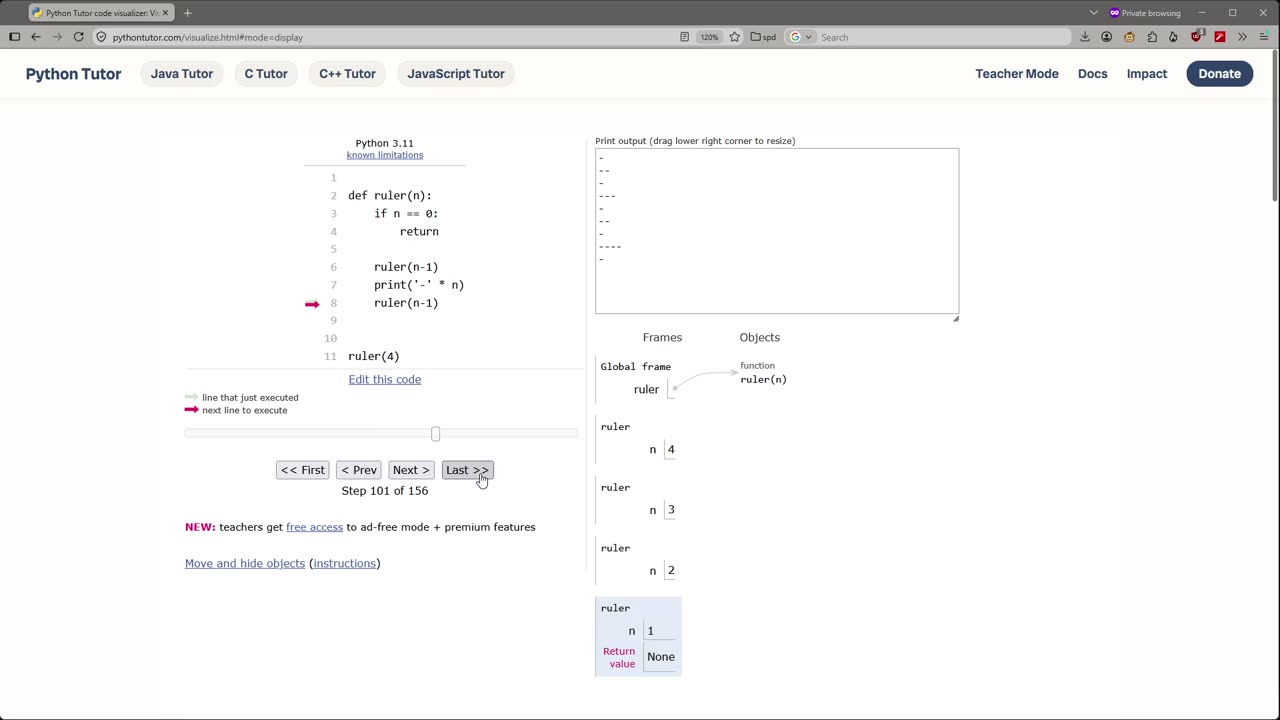 Python Tutor code visualizer: Vi
Private browsing
pythontutor.com/visualize.html#mode=display
120%
spd
Search
Python Tutor
Java Tutor
C Tutor
C++ Tutor
JavaScript Tutor
Teacher Mode
Docs
Impact
Donate
Python 3.11
known limitations
1
2 def ruler(n):
3 if n == 0:
4 return
5
6 ruler(n-1)
7 print('-' * n)
8 ruler(n-1)
9
10
11 ruler(4)
Edit this code
line that just executed
next line to execute
<< First
< Prev
Next >
Last >>
Step 101 of 156
NEW: teachers get free access to ad-free mode + premium features
Move and hide objects (instructions)
Print output (drag lower right corner to resize)
-
--
-
---
-
--
-
----
-
Frames
Objects
Global frame
ruler
function
ruler(n)
ruler
n 4
ruler
n 3
ruler
n 2
ruler
n 1
Return
value
None